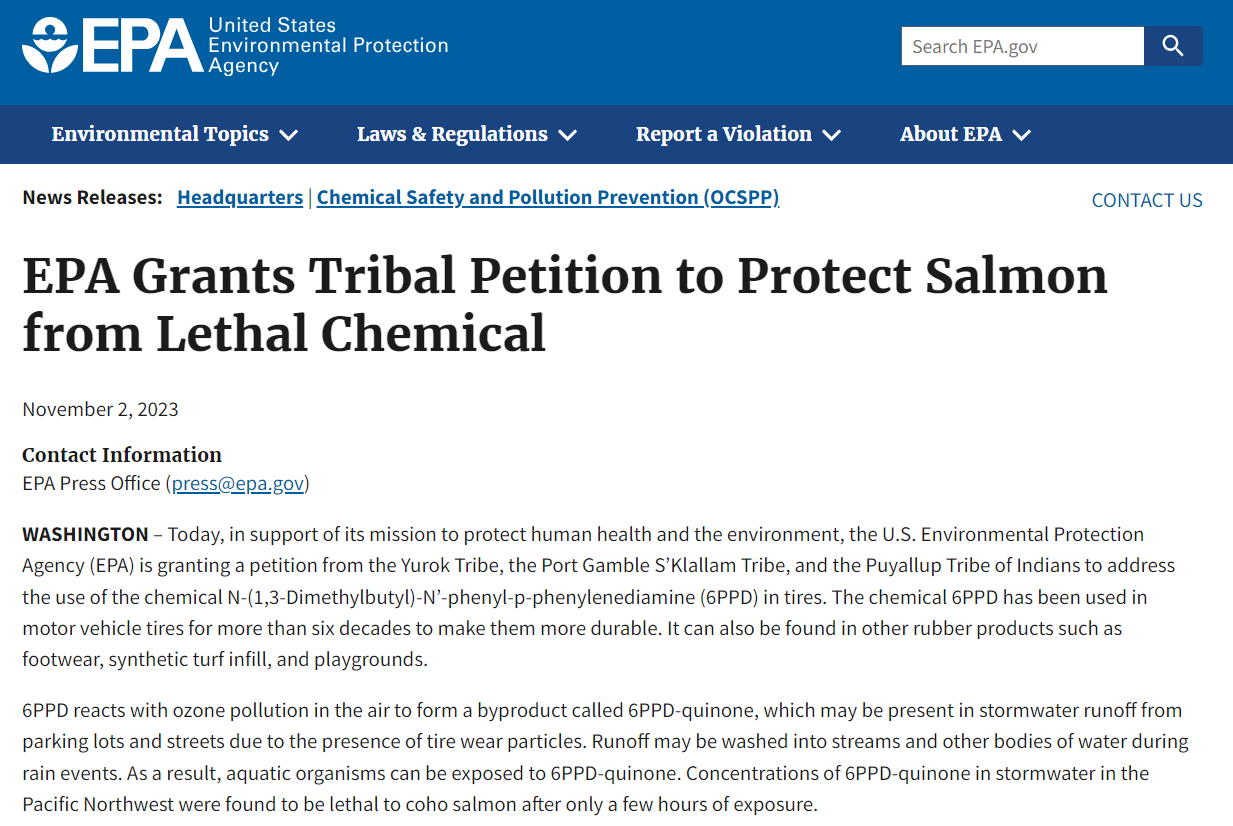 EPA
United States
Environmental Protection
Agency
Search EPA.gov
Environmental Topics
Laws & Regulations
Report a Violation
About EPA
News Releases: Headquarters | Chemical Safety and Pollution Prevention (OCSPP)
CONTACT US
EPA Grants Tribal Petition to Protect Salmon
from Lethal Chemical
November 2, 2023
Contact Information
EPA Press Office (press@epa.gov)
WASHINGTON – Today, in support of its mission to protect human health and the environment, the U.S. Environmental Protection
Agency (EPA) is granting a petition from the Yurok Tribe, the Port Gamble S’Klallam Tribe, and the Puyallup Tribe of Indians to address
the use of the chemical N-(1,3-Dimethylbutyl)-N’-phenyl-p-phenylenediamine (6PPD) in tires. The chemical 6PPD has been used in
motor vehicle tires for more than six decades to make them more durable. It can also be found in other rubber products such as
footwear, synthetic turf infill, and playgrounds.
6PPD reacts with ozone pollution in the air to form a byproduct called 6PPD-quinone, which may be present in stormwater runoff from
parking lots and streets due to the presence of tire wear particles. Runoff may be washed into streams and other bodies of water during
rain events. As a result, aquatic organisms can be exposed to 6PPD-quinone. Concentrations of 6PPD-quinone in stormwater in the
Pacific Northwest were found to be lethal to coho salmon after only a few hours of exposure.